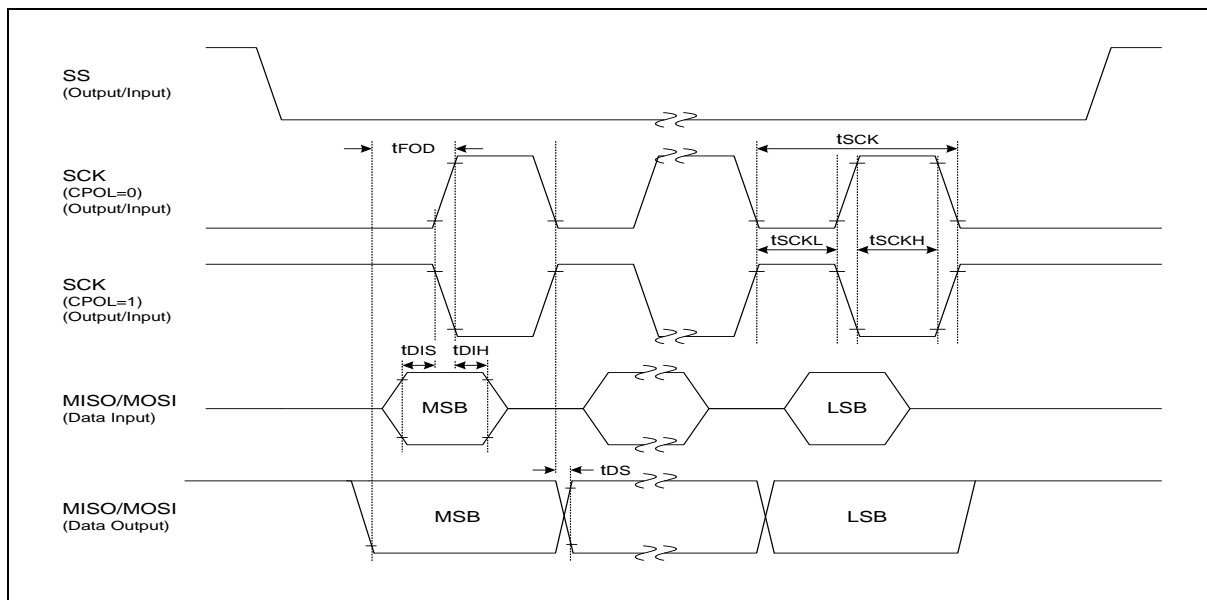 SS
(Output/Input)
tFOD
tSCK
SCK
(CPOL=0)
(Output/Input)
tSCKL
tSCKH
SCK
(CPOL=1)
(Output/Input)
tDIS
tDIH
MISO/MOSI
(Data Input)
MSB
LSB
tDS
MISO/MOSI
(Data Output)
MSB
LSB